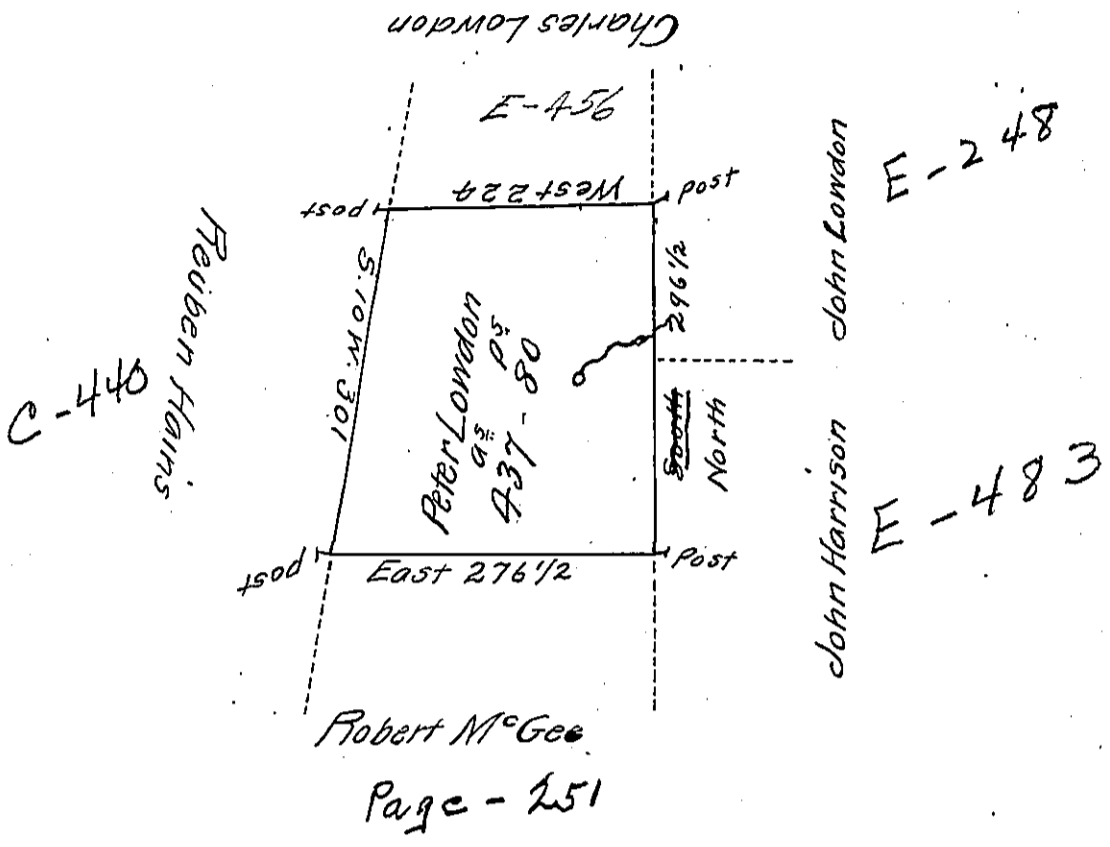 Charles Lowdon
E-456
West 224
post
post
S. 10 W. 301
Reuben Hains
C-440
Peter Lowdon
as. ps.
437 - 80
296 1/2
South
North
John Lowdon
E - 248
John Harrison
E - 483
post
East 276 1/2
Post
Robert McGee
Page - 251